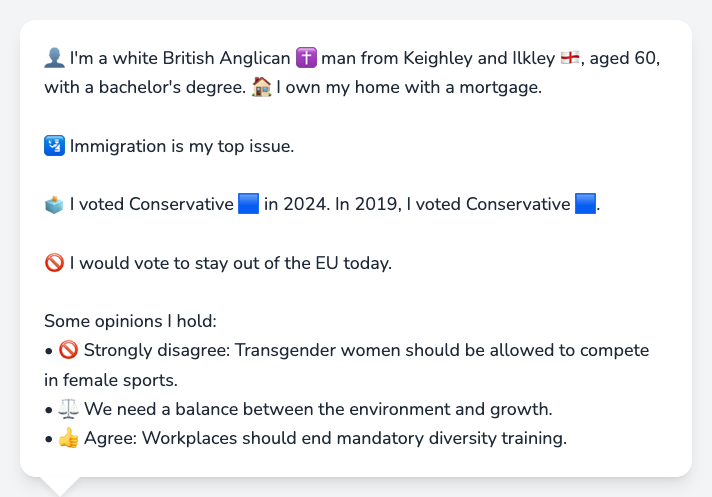 👤 I'm a white British Anglican ✝️ man from Keighley and Ilkley 🏴󠁧󠁢󠁥󠁮󠁧󠁿, aged 60,
with a bachelor's degree. 🏠 I own my home with a mortgage.
🛂 Immigration is my top issue.
🗳️ I voted Conservative 🟦 in 2024. In 2019, I voted Conservative 🟦.
🚫 I would vote to stay out of the EU today.
Some opinions I hold:
• 🚫 Strongly disagree: Transgender women should be allowed to compete
in female sports.
• ⚖️ We need a balance between the environment and growth.
• 👍 Agree: Workplaces should end mandatory diversity training.